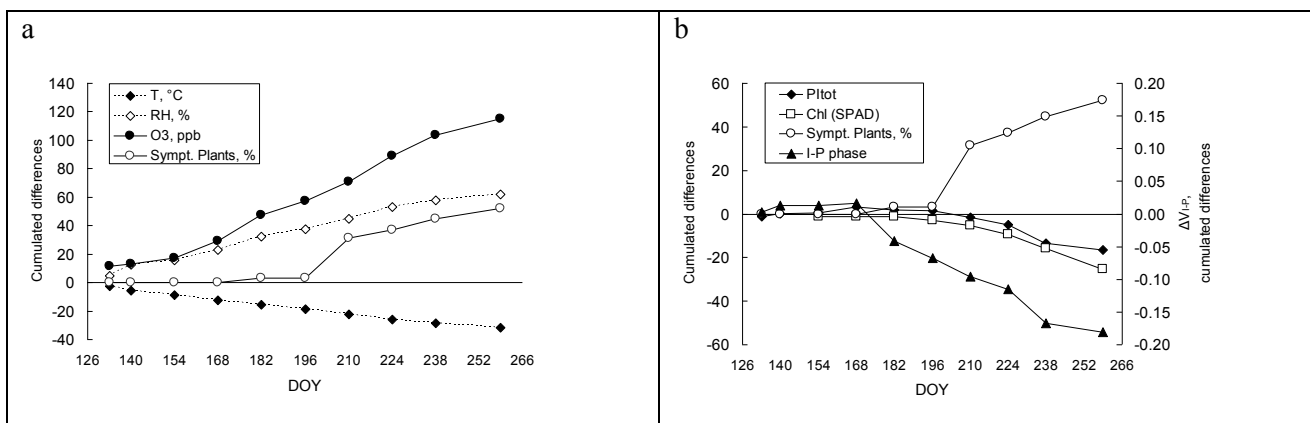 a
T, °C
RH, %
O3, ppb
Sympt. Plants, %
Cumulated differences
140
120
100
80
60
40
20
0
-20
-40
126 140 154 168 182 196 210 224 238 252 266
DOY
b
PItot
Chl (SPAD)
Sympt. Plants, %
I-P phase
Cumulated differences
60
40
20
0
-20
-40
-60
0.20
0.15
0.10
0.05
0.00
-0.05
-0.10
-0.15
-0.20
ΔVI-P,
cumulated differences
126 140 154 168 182 196 210 224 238 252 266
DOY